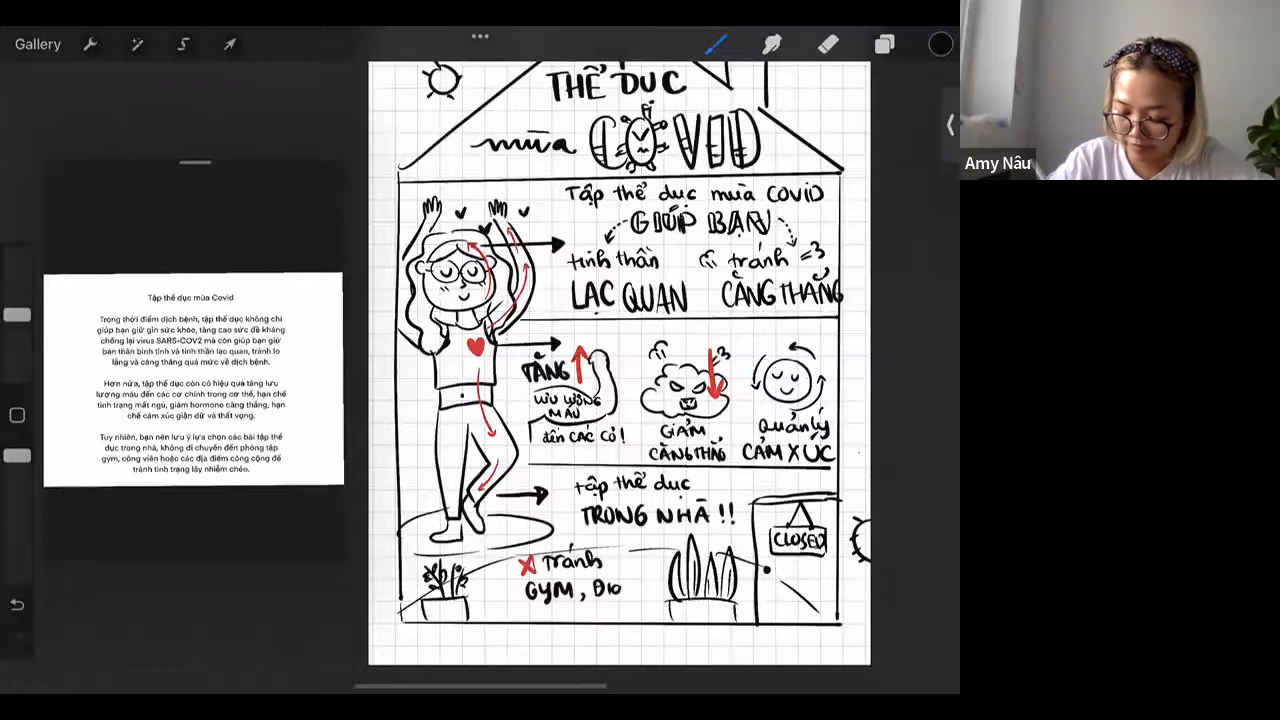 Gallery
Amy Nâu
Tập thể dục mùa Covid
Trong thời điểm dịch bệnh, tập thể dục không chỉ
giúp bạn giữ gìn sức khỏe, tăng cao sức đề kháng
chống lại virus SARS-COV2 mà còn giúp bạn giữ
bản thân bình tĩnh và tinh thần lạc quan, tránh lo
lắng và căng thẳng quá mức về dịch bệnh.
Hơn nữa, tập thể dục còn có hiệu quả tăng lưu
lượng máu đến các cơ chính trong cơ thể, hạn chế
tình trạng mất ngủ, giảm hormone căng thẳng, hạn
chế cảm xúc giận dữ và thất vọng.
Tuy nhiên, bạn nên lưu ý lựa chọn các bài tập thể
dục trong nhà, không di chuyển đến phòng tập
gym, công viên hoặc các địa điểm công cộng để
tránh tình trạng lây nhiễm chéo.
THỂ DỤC
mùa COVID
Tập thể dục mùa COVID
GIÚP BẠN
tinh thần
LẠC QUAN
tránh
CĂNG THẲNG
TĂNG
LƯU LƯỢNG
MÁU
đến CÁC CƠ!
GIẢM
CĂNG THẲNG
Quản lý
CẢM XÚC
tập thể dục
TRONG NHÀ !!
X Tránh
GYM,
CLOSED